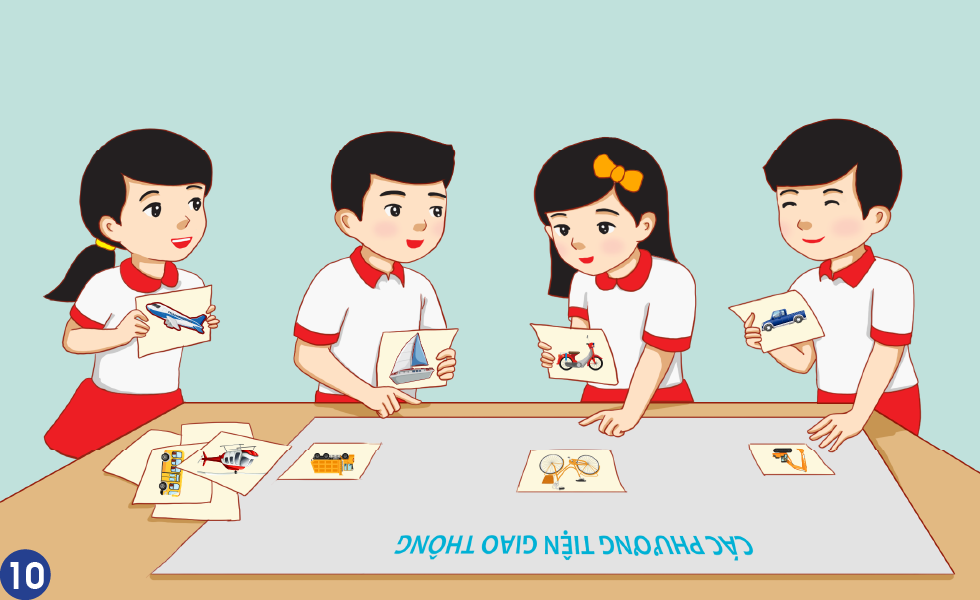 CÁC PHƯƠNG TIỆN GIAO THÔNG
10